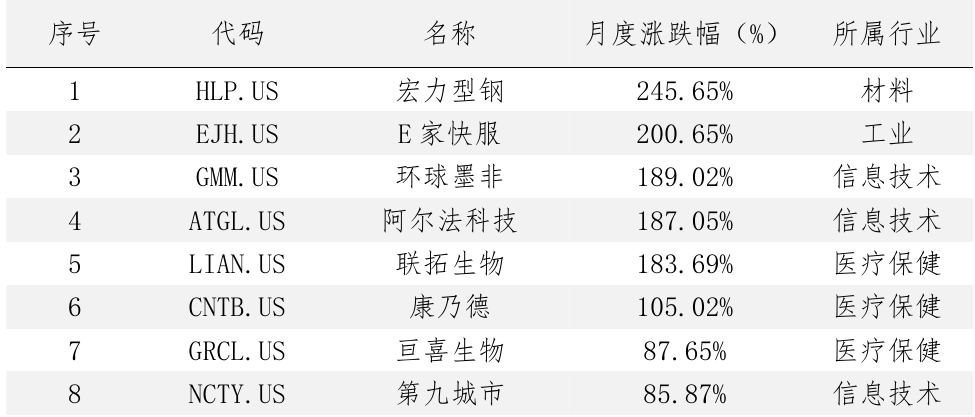 序号 代码 名称 月度涨跌幅（%） 所属行业
1 HLP.US 宏力型钢 245.65% 材料
2 EJH.US E家快服 200.65% 工业
3 GMM.US 环球墨非 189.02% 信息技术
4 ATGL.US 阿尔法科技 187.05% 信息技术
5 LIAN.US 联拓生物 183.69% 医疗保健
6 CNTB.US 康乃德 105.02% 医疗保健
7 GRCL.US 亘喜生物 87.65% 医疗保健
8 NCTY.US 第九城市 85.87% 信息技术